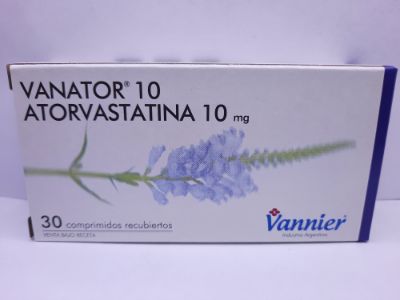 VANATOR® 10
ATORVASTATINA 10 mg
30 comprimidos recubiertos
VENTA BAJO RECETA
Vannier
Industria Argentina